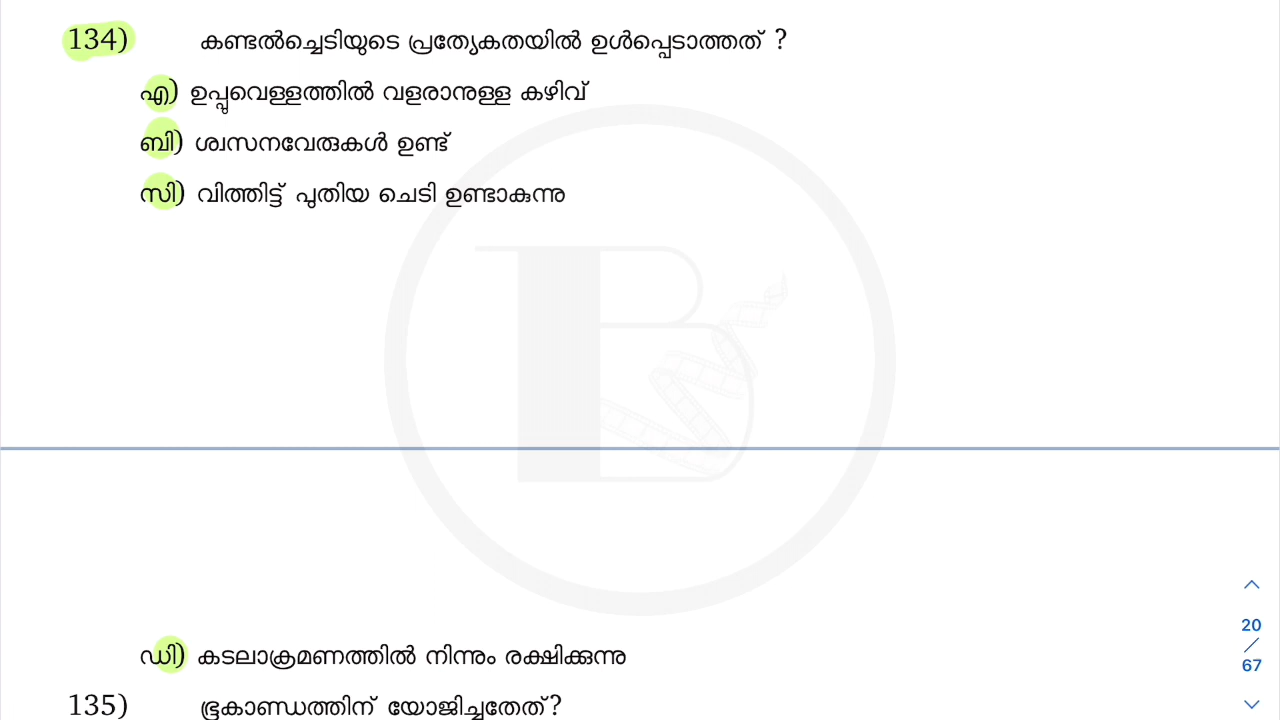 134) കണ്ടൽച്ചെടിയുടെ പ്രത്യേകതയിൽ ഉൾപ്പെടാത്തത് ?
എ) ഉപ്പുവെള്ളത്തിൽ വളരാനുള്ള കഴിവ്
ബി) ശ്വസനവേരുകൾ ഉണ്ട്
സി) വിത്തിട്ട് പുതിയ ചെടി ഉണ്ടാകുന്നു
20
/
67
ഡി) കടലാക്രമണത്തിൽ നിന്നും രക്ഷിക്കുന്നു
135) ഭൂകാണ്ഡത്തിന് യോജിച്ചതേത്?